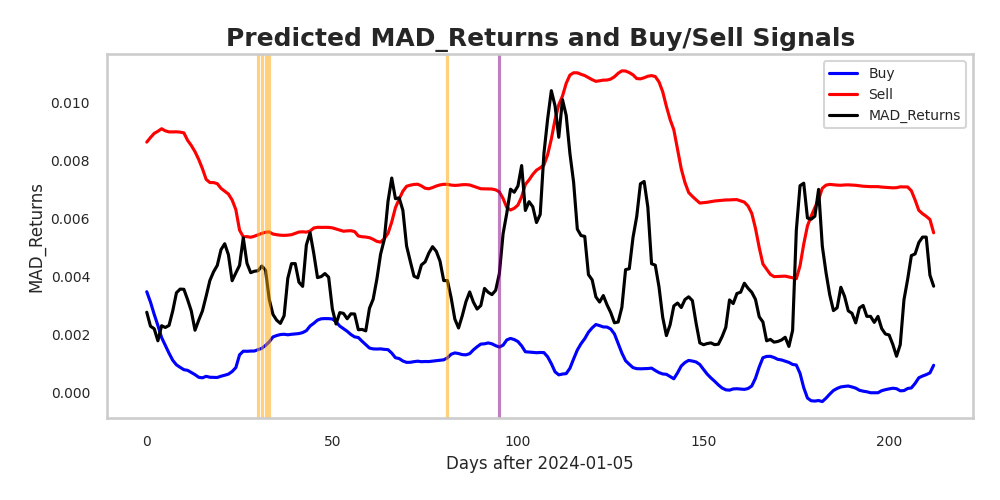 Predicted MAD_Returns and Buy/Sell Signals
Buy
Sell
MAD_Returns
MAD_Returns
0.010
0.008
0.006
0.004
0.002
0.000
0
50
100
150
200
Days after 2024-01-05